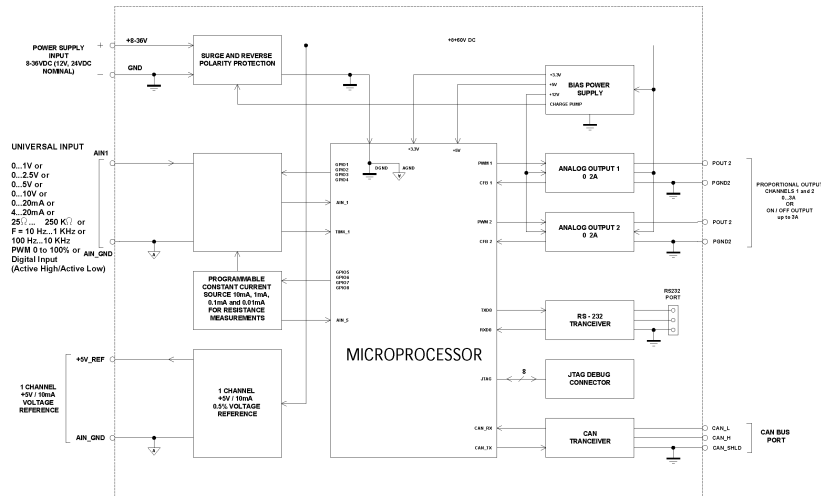 POWER SUPPLY
INPUT
8-36VDC (12V, 24VDC
NOMINAL)
+
+8-36V
-
GND
SURGE AND REVERSE
POLARITY PROTECTION
+8+60V DC
+3.3V
+5V
+12V
CHARGE PUMP
BIAS POWER
SUPPLY
UNIVERSAL INPUT
0...1V or
0...2.5V or
0...5V or
0...10V or
0...20mA or
4...20mA or
25Ω... 250 KΩ or
F = 10 Hz...1 KHz or
100 Hz...10 KHz
PWM 0 to 100% or
Digital Input
(Active High/Active Low)
AIN1
AIN_GND
A
GPIO1
GPIO2
GPIO3
GPIO4
AIN_1
TIM4_1
+3.3V
+5V
DGND
AGND
A
PROGRAMMABLE
CONSTANT CURRENT
SOURCE 10mA, 1mA,
0.1mA and 0.01mA
FOR RESISTANCE
MEASUREMENTS
GPIO5
GPIO6
GPIO7
GPIO8
AIN_5
MICROPROCESSOR
1 CHANNEL
+5V / 10mA
VOLTAGE
REFERENCE
+5V_REF
AIN_GND
A
1 CHANNEL
+5V / 10mA
0.5% VOLTAGE
REFERENCE
PWM 1
CFB 1
ANALOG OUTPUT 1
0 2A
POUT 2
PGND2
PWM 2
CFB 2
ANALOG OUTPUT 2
0 2A
POUT 2
PGND2
PROPORTIONAL OUTPUT
CHANNELS 1 and 2
0...3A
OR
ON / OFF OUTPUT
up to 3A
TXD0
RXD0
RS - 232
TRANCEIVER
RS232
PORT
JTAG
8
JTAG DEBUG
CONNECTOR
CAN_RX
CAN_TX
CAN
TRANCEIVER
CAN_L
CAN_H
CAN_SHLD
CAN BUS
PORT